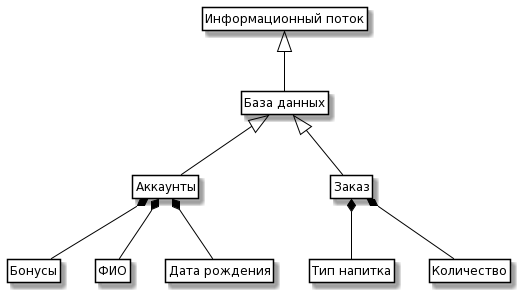 Информационный поток
База данных
Аккаунты
Заказ
Бонусы
ФИО
Дата рождения
Тип напитка
Количество